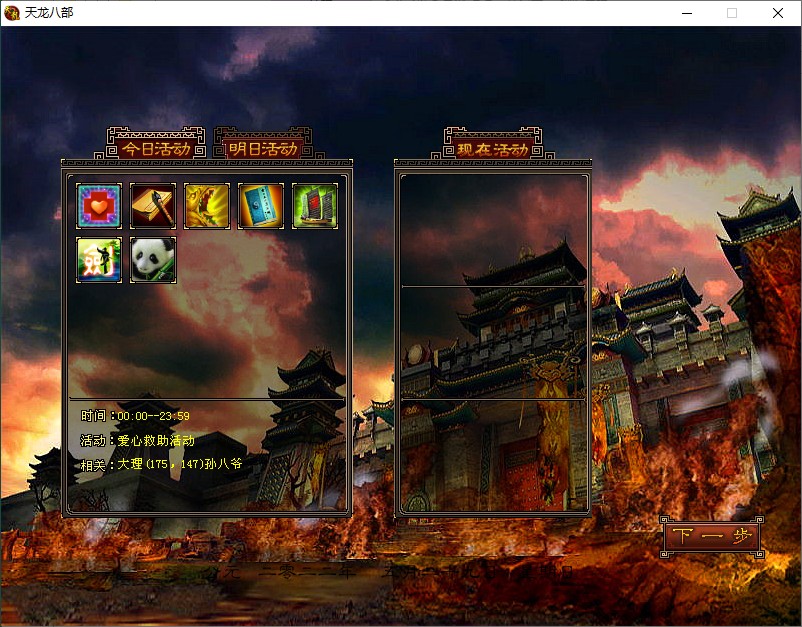 天龙八部
今日活动 明日活动 现在活动
时间：00:00--23:59
活动：爱心救助活动
相关：大理(175，147)孙八爷
下一步